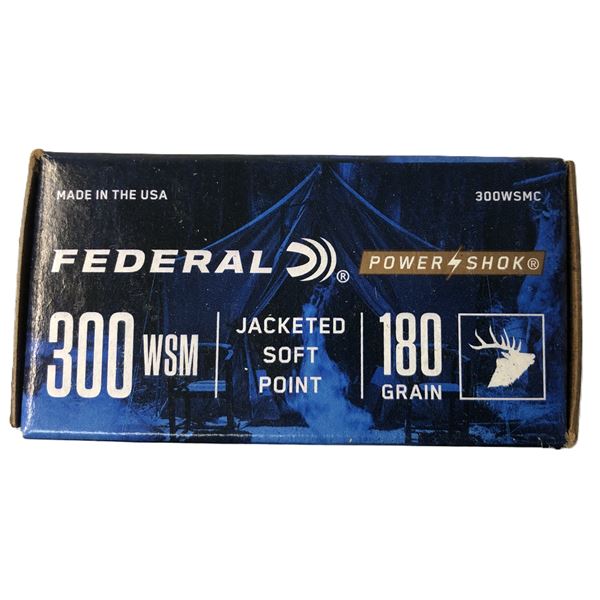 MADE IN THE USA 300WSMC
FEDERAL ® POWER SHOK®
300 WSM
JACKETED
SOFT
POINT
180
GRAIN